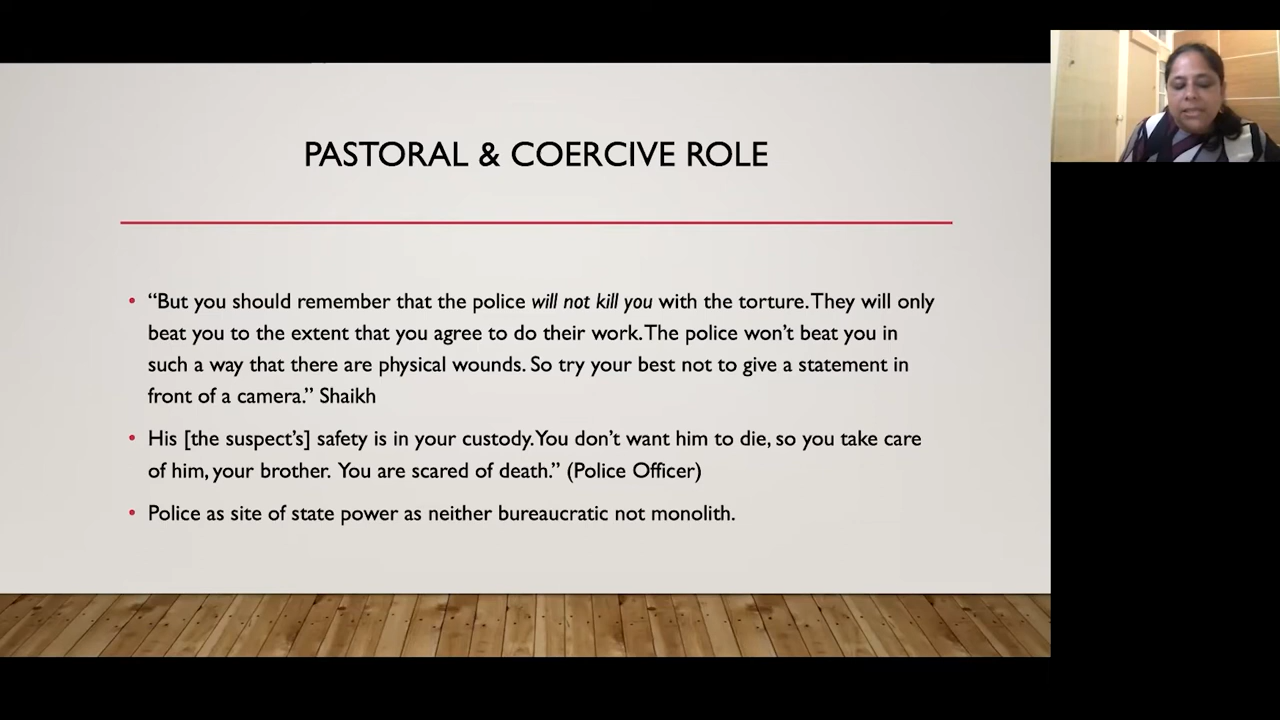 PASTORAL & COERCIVE ROLE
• “But you should remember that the police will not kill you with the torture. They will only
beat you to the extent that you agree to do their work. The police won’t beat you in
such a way that there are physical wounds. So try your best not to give a statement in
front of a camera.” Shaikh
• His [the suspect’s] safety is in your custody. You don’t want him to die, so you take care
of him, your brother. You are scared of death.” (Police Officer)
• Police as site of state power as neither bureaucratic not monolith.